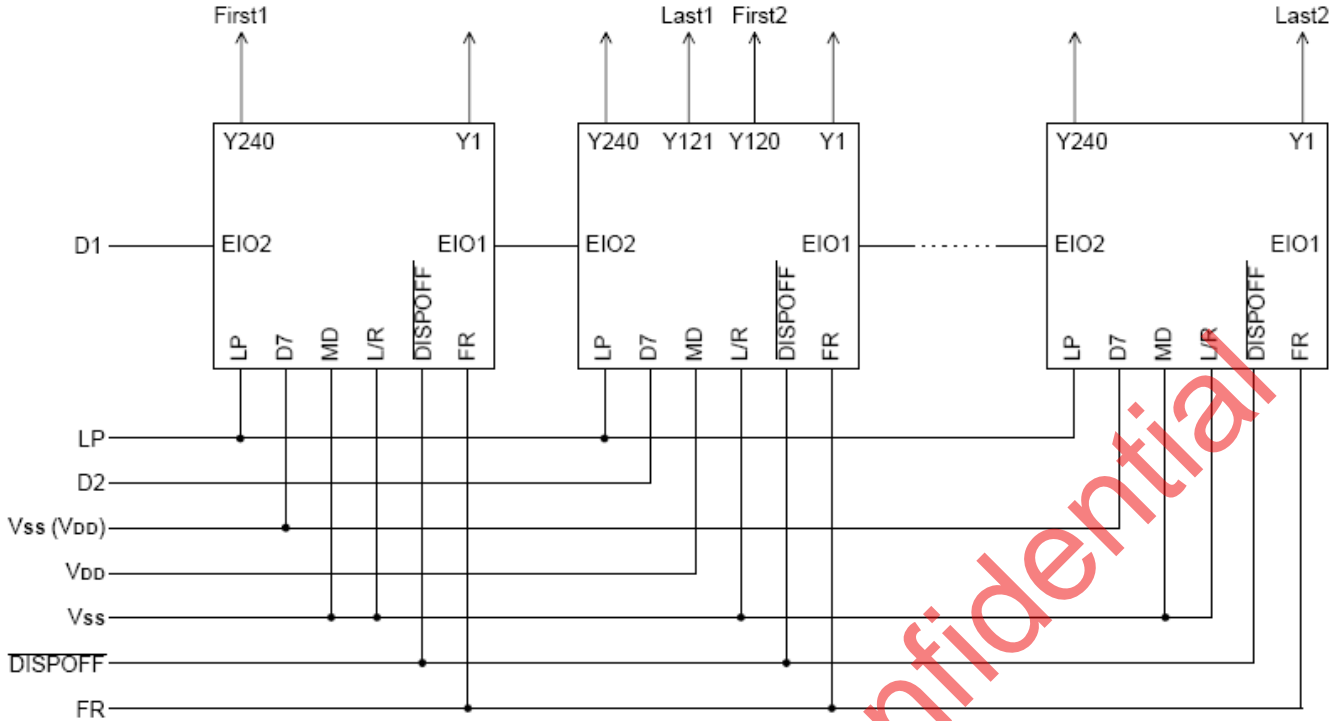 First1 Last1 First2 Last2
Y240 Y1 Y240 Y121 Y120 Y1 Y240 Y1
D1 EIO2 EIO1 EIO2 EIO1 EIO2 EIO1
LP D7 MD L/R DISPOFF FR LP D7 MD L/R DISPOFF FR LP D7 MD L/R DISPOFF FR
LP
D2
Vss (VDD)
VDD
Vss
DISPOFF
FR
nfidential